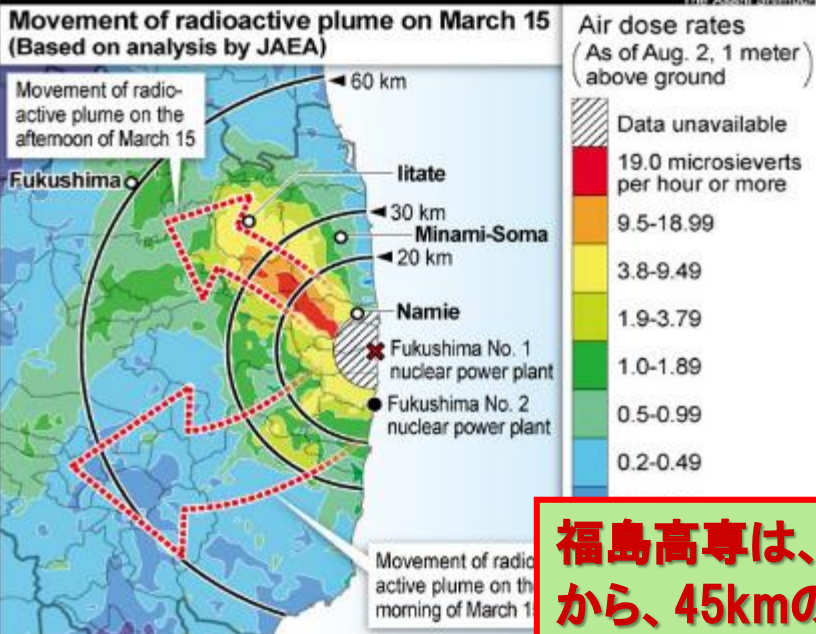 Movement of radioactive plume on March 15
(Based on analysis by JAEA)
Movement of radio-
active plume on the
afternoon of March 15
60 km
Fukushima
Iitate
30 km
Minami-Soma
20 km
Namie
Fukushima No. 1
nuclear power plant
Fukushima No. 2
nuclear power plant
Movement of radio
active plume on th
morning of March 1
Air dose rates
(As of Aug. 2, 1 meter
above ground)
Data unavailable
19.0 microsieverts
per hour or more
9.5-18.99
3.8-9.49
1.9-3.79
1.0-1.89
0.5-0.99
0.2-0.49
福島高専は、
から、45kmの